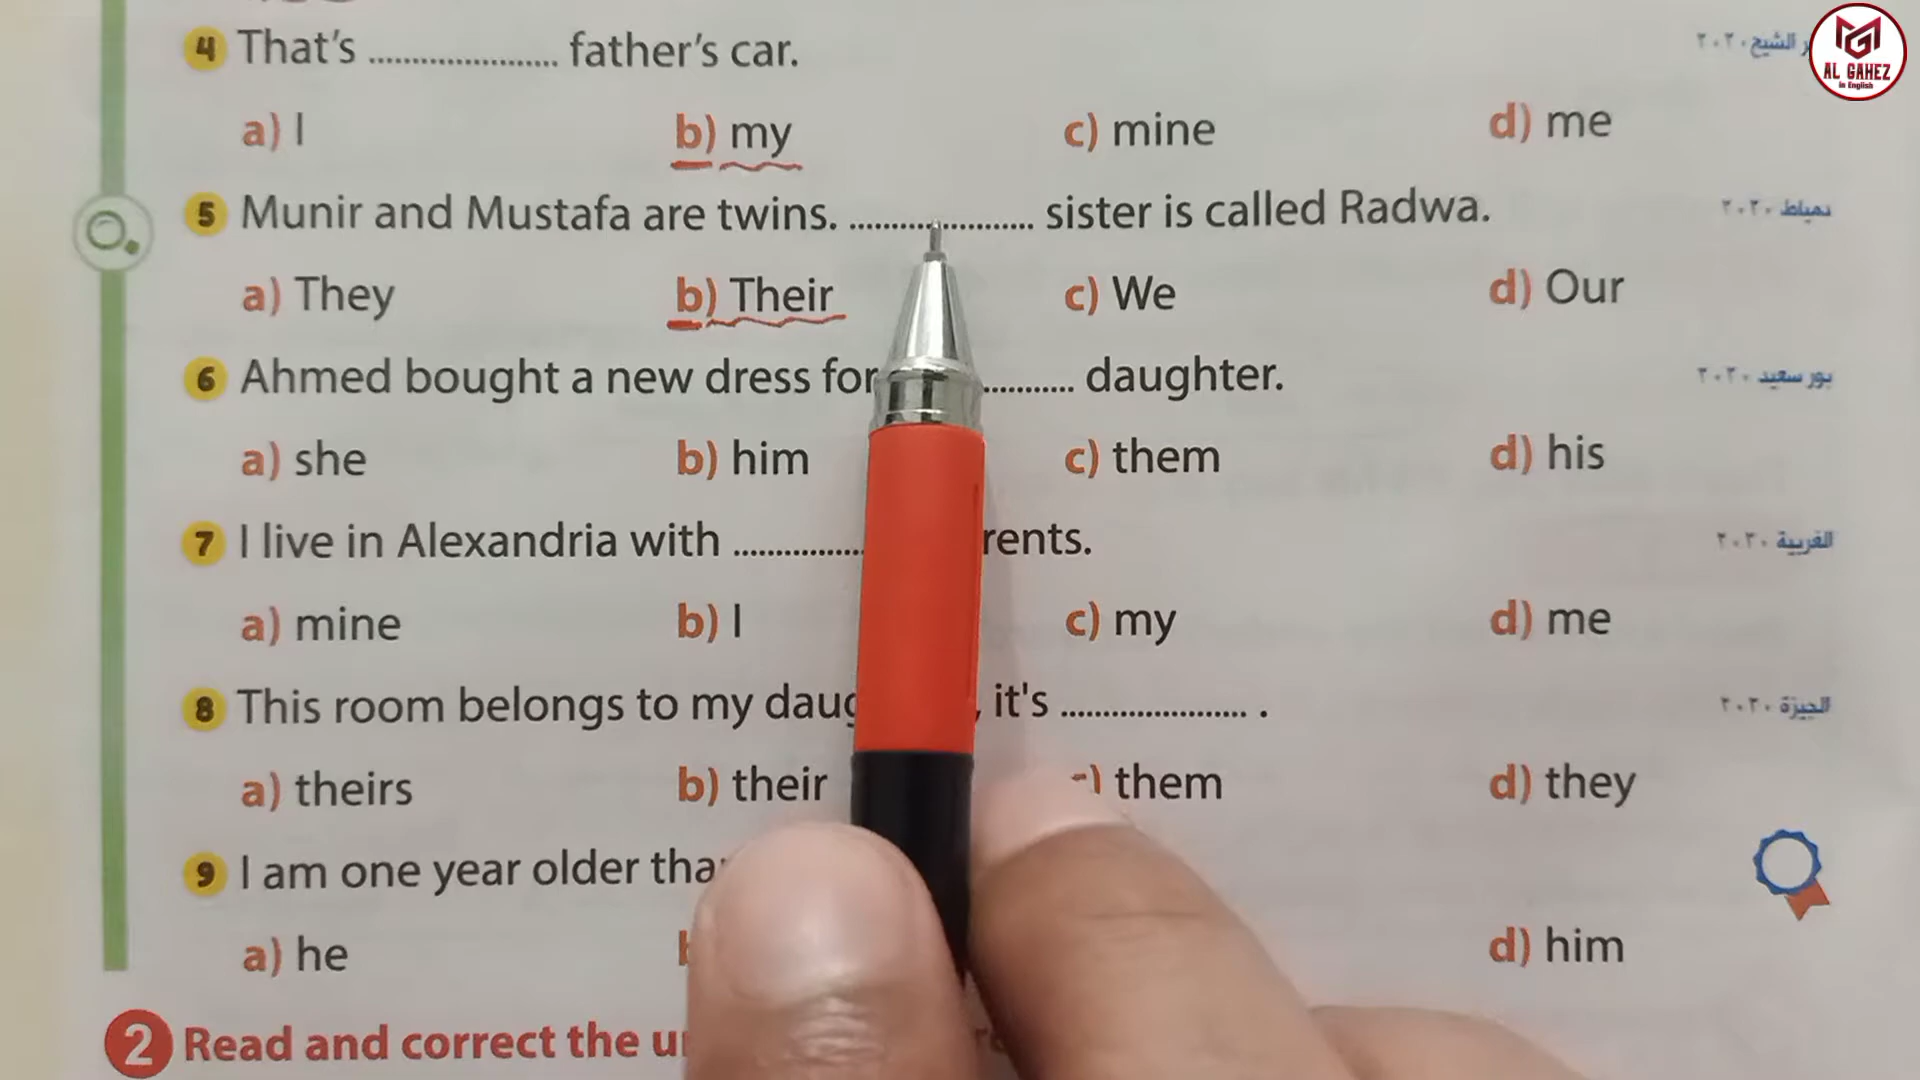 4 That's .................... father's car.
ر الشيخ ٢٠٢٠
AL GAHEZ
in English
a) I b) my c) mine d) me
5 Munir and Mustafa are twins. .................... sister is called Radwa. دمياط ٢٠٢٠
a) They b) Their c) We d) Our
6 Ahmed bought a new dress for .......... daughter. بور سعيد ٢٠٢٠
a) she b) him c) them d) his
7 I live in Alexandria with .............. rents. الغربية ٢٠٢٠
a) mine b) I c) my d) me
8 This room belongs to my daug , it's .................... . الجيزة ٢٠٢٠
a) theirs b) their ) them d) they
9 I am one year older tha
a) he d) him
2 Read and correct the